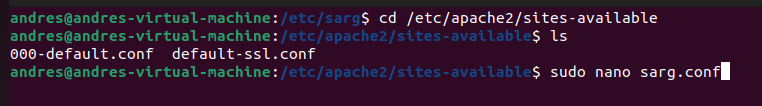 andres@andres-virtual-machine:/etc/sarg$ cd /etc/apache2/sites-available
andres@andres-virtual-machine:/etc/apache2/sites-available$ ls
000-default.conf  default-ssl.conf
andres@andres-virtual-machine:/etc/apache2/sites-available$ sudo nano sarg.conf